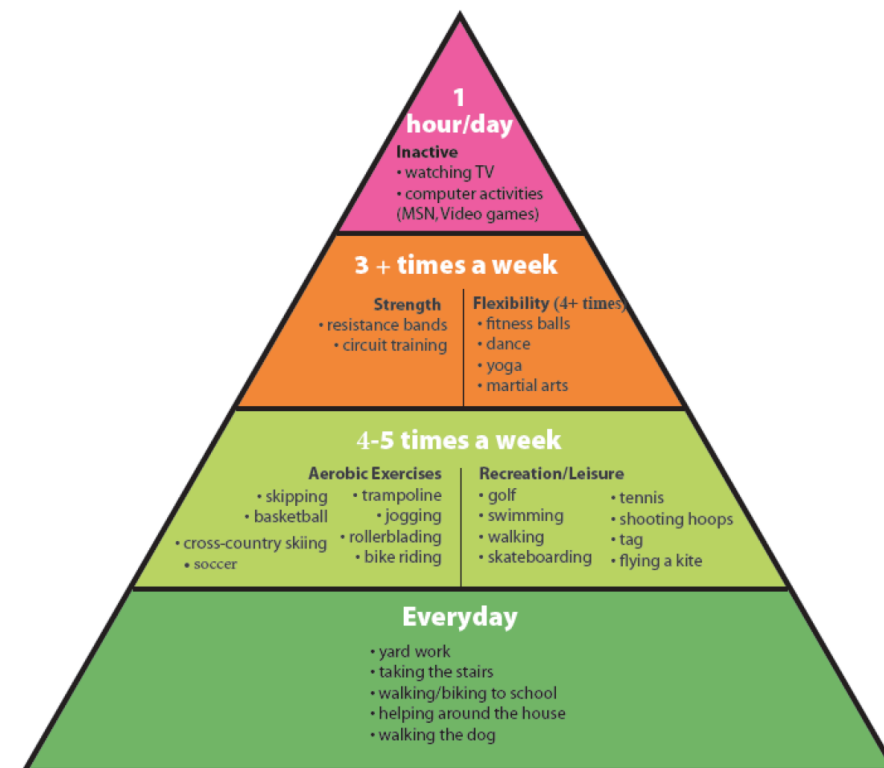 1
hour/day
Inactive
• watching TV
• computer activities
(MSN, Video games)
3 + times a week
Strength
• resistance bands
• circuit training
Flexibility (4+ times)
• fitness balls
• dance
• yoga
• martial arts
4-5 times a week
Aerobic Exercises
• skipping
• basketball
• cross-country skiing
• soccer
• trampoline
• jogging
• rollerblading
• bike riding
Recreation/Leisure
• golf
• swimming
• walking
• skateboarding
• tennis
• shooting hoops
• tag
• flying a kite
Everyday
• yard work
• taking the stairs
• walking/biking to school
• helping around the house
• walking the dog